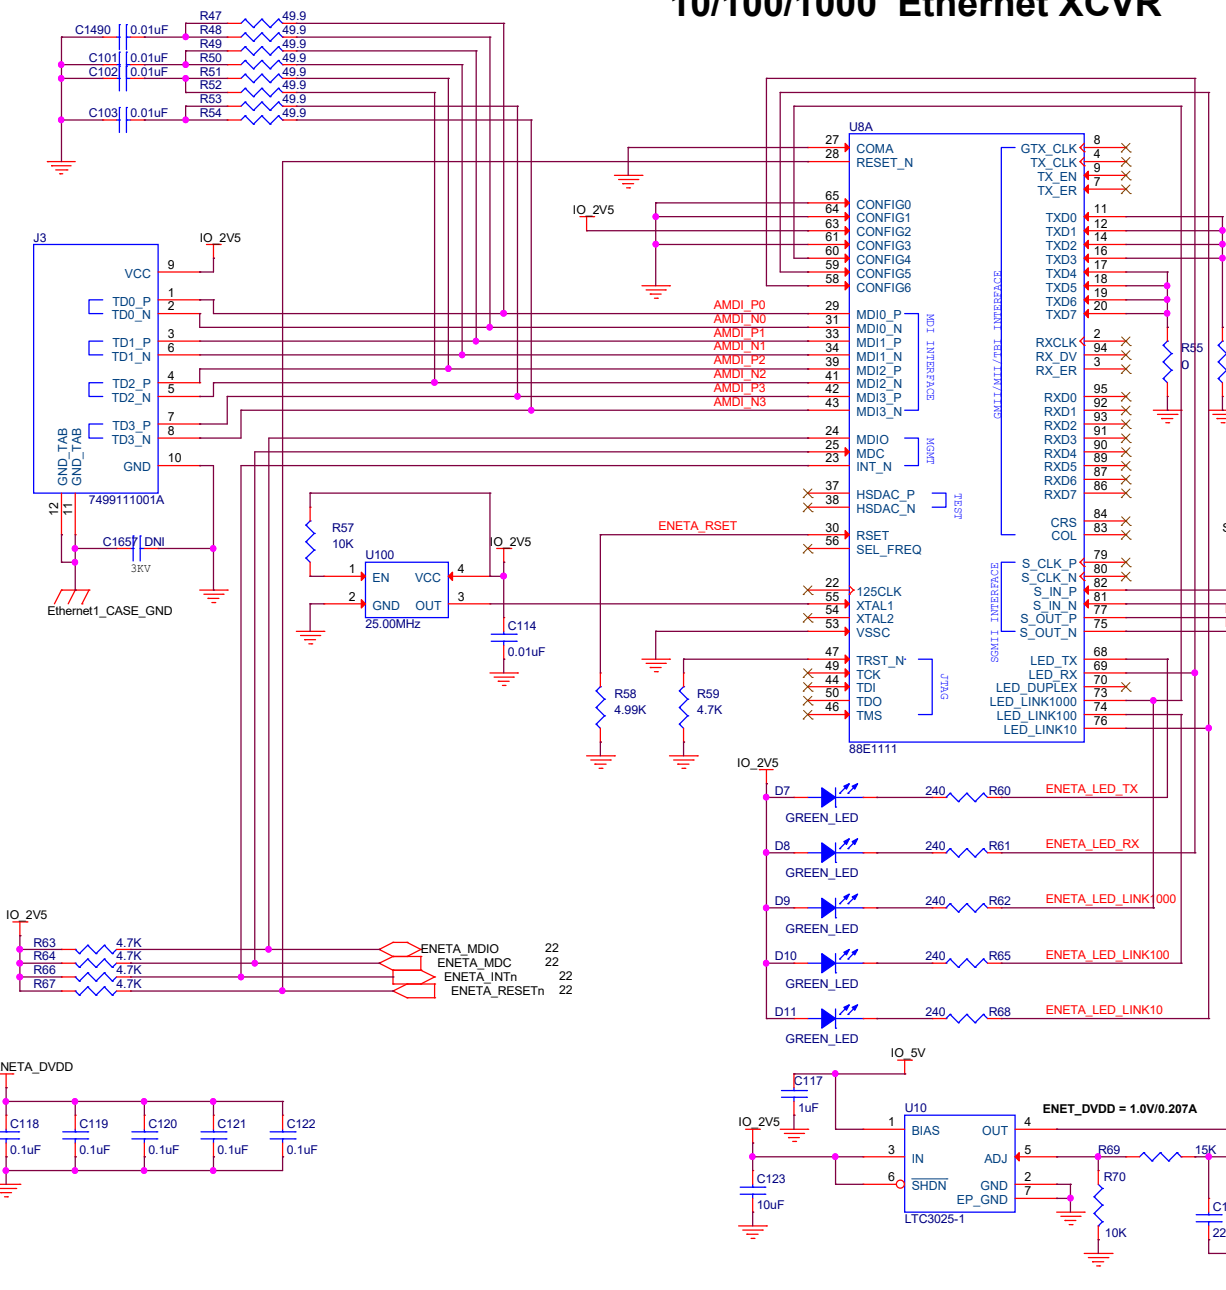 10/100/1000 Ethernet XCVR
R47 49.9
C1490 0.01uF R48 49.9
R49 49.9
C101 0.01uF R50 49.9
C102 0.01uF R51 49.9
R52 49.9
R53 49.9
C103 0.01uF R54 49.9
J3
IO_2V5
VCC 9
TD0_P 1
TD0_N 2
TD1_P 3
TD1_N 6
TD2_P 4
TD2_N 5
TD3_P 7
TD3_N 8
GND 10
GND_TAB 12
GND_TAB 11
7499111001A
C1657 DNI
3KV
Ethernet1_CASE_GND
R57
10K
U100
IO_2V5
1 EN VCC 4
2 GND OUT 3
25.00MHz
C114
0.01uF
IO_2V5
AMDI_P0
AMDI_N0
AMDI_P1
AMDI_N1
AMDI_P2
AMDI_N2
AMDI_P3
AMDI_N3
ENETA_RSET
R58
4.99K
R59
4.7K
U8A
27 COMA
28 RESET_N
65 CONFIG0
64 CONFIG1
63 CONFIG2
61 CONFIG3
60 CONFIG4
59 CONFIG5
58 CONFIG6
29 MDI0_P
31 MDI0_N
33 MDI1_P
34 MDI1_N
39 MDI2_P
41 MDI2_N
42 MDI3_P
43 MDI3_N
MDI INTERFACE
24 MDIO
25 MDC
23 INT_N
MGMT
37 HSDAC_P
38 HSDAC_N
TEST
30 RSET
56 SEL_FREQ
22 125CLK
55 XTAL1
54 XTAL2
53 VSSC
47 TRST_N
49 TCK
44 TDI
50 TDO
46 TMS
JTAG
88E1111
GTX_CLK 8
TX_CLK 4
TX_EN 9
TX_ER 7
TXD0 11
TXD1 12
TXD2 14
TXD3 16
TXD4 17
TXD5 18
TXD6 19
TXD7 20
RXCLK 2
RX_DV 94
RX_ER 3
RXD0 95
RXD1 92
RXD2 93
RXD3 91
RXD4 90
RXD5 89
RXD6 87
RXD7 86
CRS 84
COL 83
GMII/MII/TBI INTERFACE
S_CLK_P 79
S_CLK_N 80
S_IN_P 82
S_IN_N 81
S_OUT_P 77
S_OUT_N 75
SGMII INTERFACE
LED_TX 68
LED_RX 69
LED_DUPLEX 70
LED_LINK1000 73
LED_LINK100 74
LED_LINK10 76
R55
0
IO_2V5
D7 240 R60 ENETA_LED_TX
GREEN_LED
D8 240 R61 ENETA_LED_RX
GREEN_LED
D9 240 R62 ENETA_LED_LINK1000
GREEN_LED
D10 240 R65 ENETA_LED_LINK100
GREEN_LED
D11 240 R68 ENETA_LED_LINK10
GREEN_LED
IO_2V5
R63 4.7K ENETA_MDIO 22
R64 4.7K ENETA_MDC 22
R66 4.7K ENETA_INTn 22
R67 4.7K ENETA_RESETn 22
NETA_DVDD
C118 C119 C120 C121 C122
0.1uF 0.1uF 0.1uF 0.1uF 0.1uF
IO_5V
C117
1uF
IO_2V5
C123
10uF
U10
ENET_DVDD = 1.0V/0.207A
1 BIAS OUT 4
3 IN ADJ 5
6 SHDN GND 2
EP_GND 7
LTC3025-1
R69 15K
R70
10K